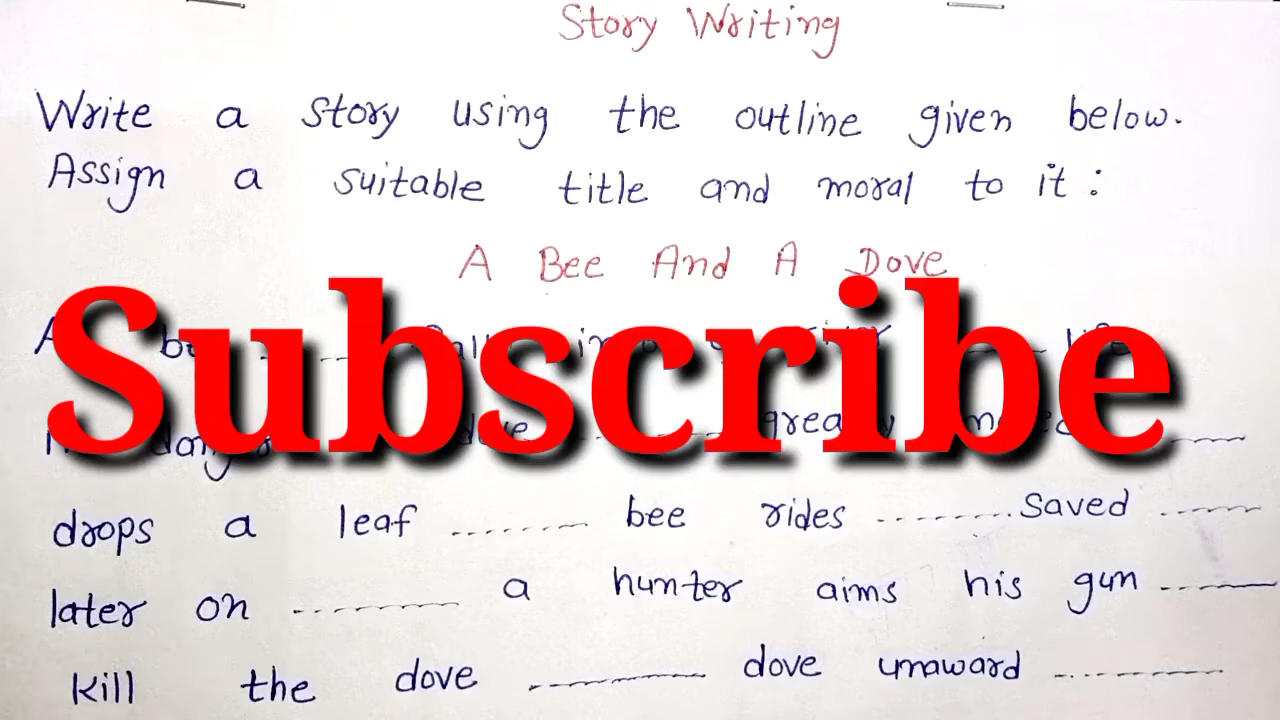 Story Writing
Write a story using the outline given below.
Assign a suitable title and moral to it :
A Bee And A Dove
Subscribe
drops a leaf ........ bee rides ......... Saved .......
later on .......... a hunter aims his gun ........
kill the dove ........... dove unaward ...........